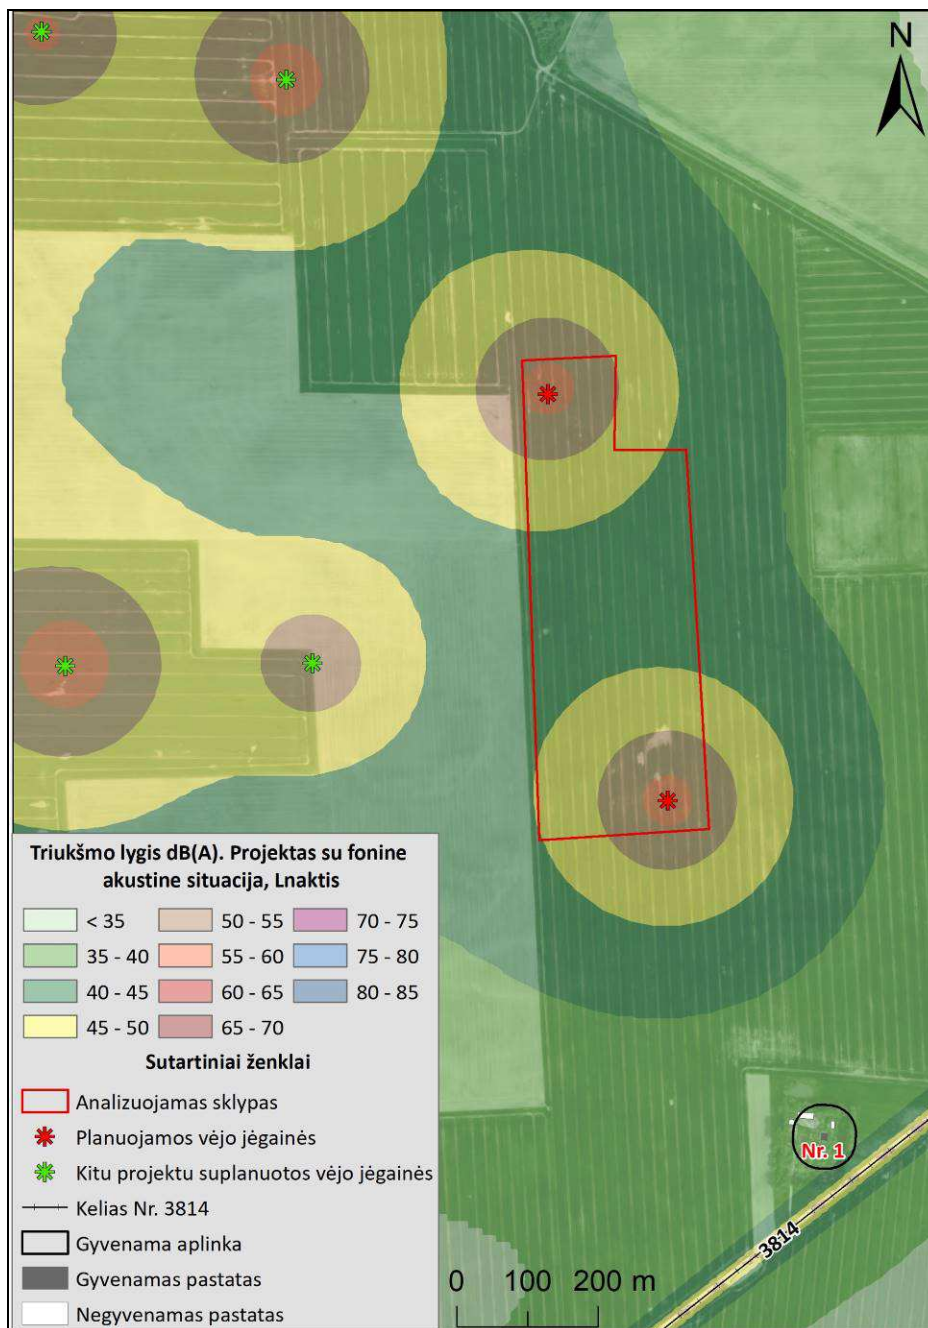 N
Triukšmo lygis dB(A). Projektas su fonine
akustine situacija, Lnaktis
< 35
35 - 40
40 - 45
45 - 50
50 - 55
55 - 60
60 - 65
65 - 70
70 - 75
75 - 80
80 - 85
Sutartiniai ženklai
Analizuojamas sklypas
Planuojamos vėjo jėgainės
Kitu projektu suplanuotos vėjo jėgainės
Kelias Nr. 3814
Gyvenama aplinka
Gyvenamas pastatas
Negyvenamas pastatas
Nr. 1
3814
0 100 200 m